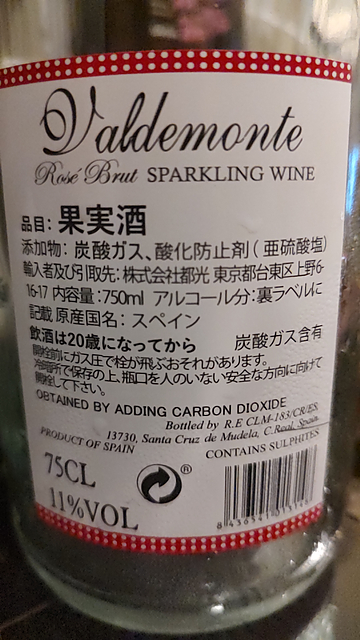 Valdemonte
Rosé Brut SPARKLING WINE
品目：果実酒
添加物：炭酸ガス、酸化防止剤（亜硫酸塩）
輸入者及び引取先：株式会社都光 東京都台東区上野6-
16-17 内容量：750ml アルコール分：裏ラベルに
記載 原産国名：スペイン
飲酒は20歳になってから 炭酸ガス含有
開栓前にガス圧で栓が飛ぶおそれがあります。
冷暗所で保存の上、瓶口を人のいない安全な方向に向けて
開栓して下さい。
OBTAINED BY ADDING CARBON DIOXIDE
Bottled by R.E CLM-183/CR/ES
13730, Santa Cruz de Mudela, C.Real, Spain.
PRODUCT OF SPAIN
CONTAINS SULPHITES
75CL
11%VOL
®